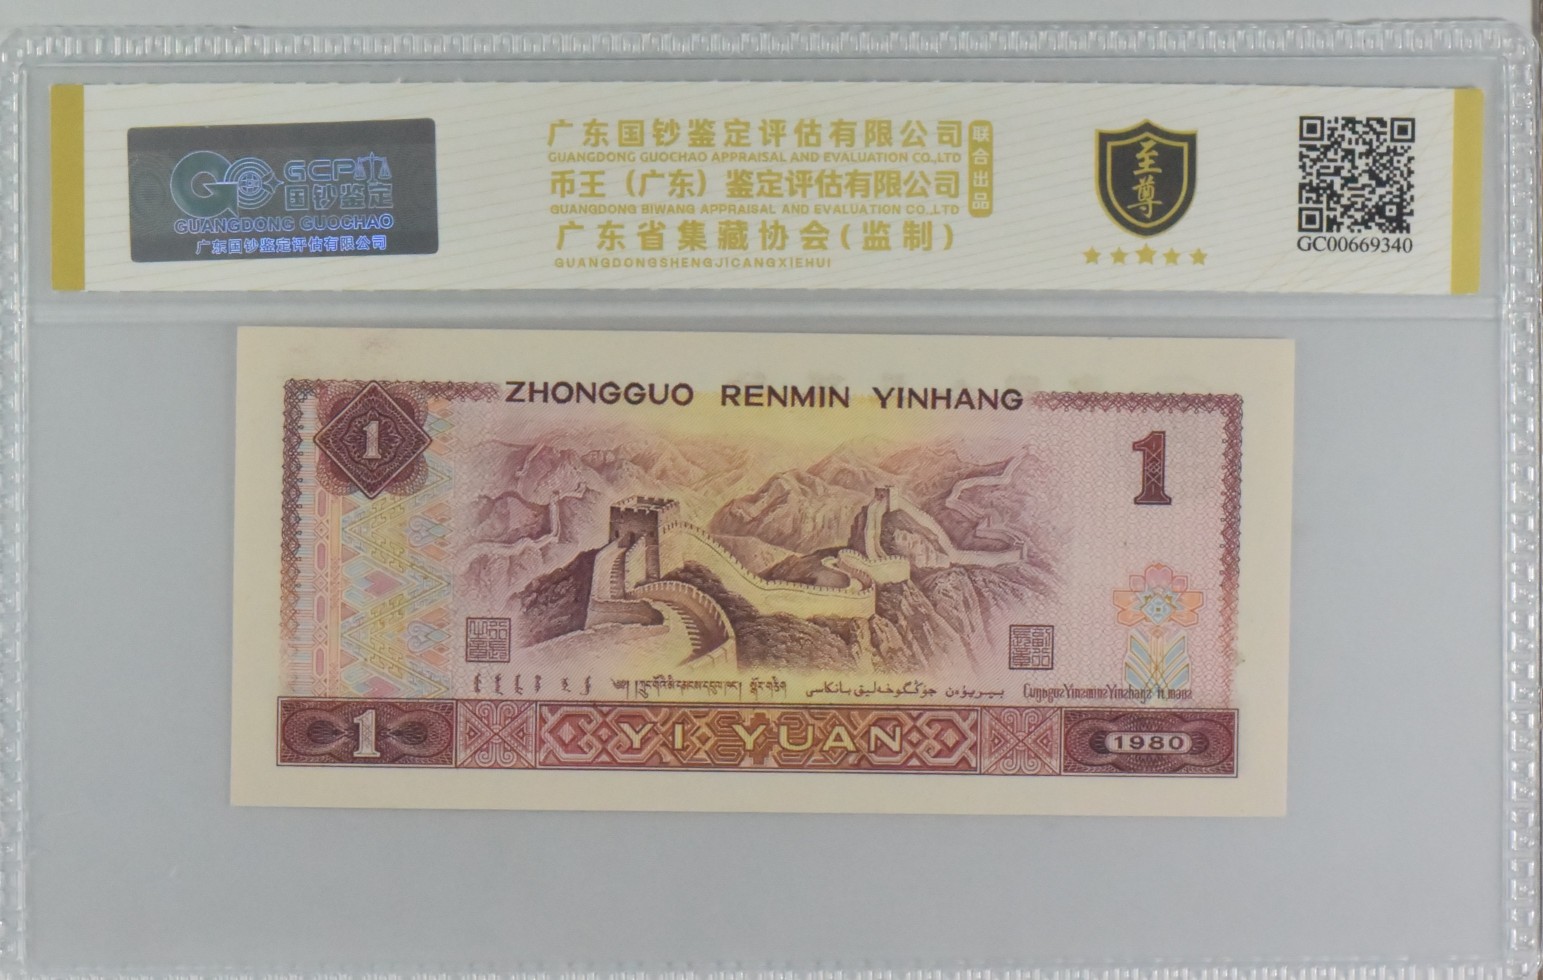 GCP
国钞鉴定
GUANGDONG GUOCHAO
广东国钞鉴定评估有限公司
广东国钞鉴定评估有限公司
GUANGDONG GUOCHAO APPRAISAL AND EVALUATION CO.,LTD
币王（广东）鉴定评估有限公司
GUANGDONG BIWANG APPRAISAL AND EVALUATION CO.,LTD
联合出品
广东省集藏协会(监制)
GUANGDONGSHENGJICANGXIEHUI
至尊
GC00669340
ZHONGGUO RENMIN YINHANG
1
1
1
YI YUAN
1980